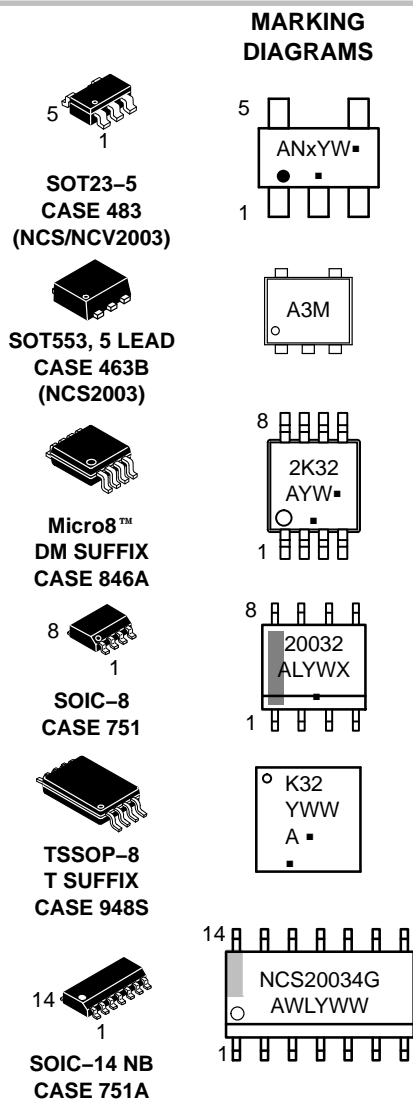 MARKING
DIAGRAMS
5
1
SOT23−5
CASE 483
(NCS/NCV2003)
5
ANxYW▪
▪
1
SOT553, 5 LEAD
CASE 463B
(NCS2003)
A3M
Micro8™
DM SUFFIX
CASE 846A
8
2K32
AYW▪
▪
1
8
1
SOIC−8
CASE 751
8
20032
ALYWX
▪
1
TSSOP−8
T SUFFIX
CASE 948S
K32
YWW
A ▪
▪
14
1
SOIC−14 NB
CASE 751A
14
NCS20034G
AWLYWW
1